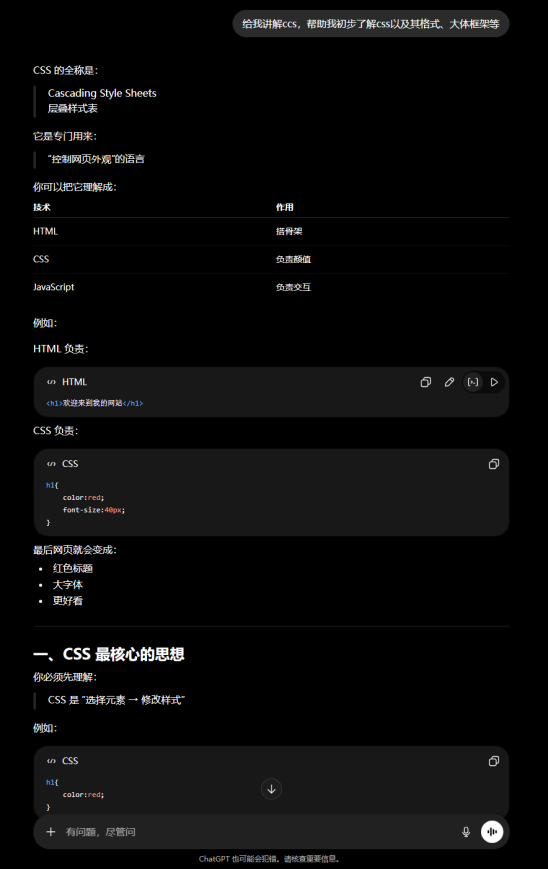 给我讲解ccs，帮助我初步了解css以及其格式、大体框架等
CSS 的全称是：
Cascading Style Sheets
层叠样式表
它是专门用来：
“控制网页外观”的语言
你可以把它理解成：
技术 作用
HTML 搭骨架
CSS 负责颜值
JavaScript 负责交互
例如：
HTML 负责：
HTML
<h1>欢迎来到我的网站</h1>
CSS 负责：
CSS
h1{
color:red;
font-size:40px;
}
最后网页就会变成：
• 红色标题
• 大字体
• 更好看
一、CSS 最核心的思想
你必须先理解：
CSS 是 “选择元素 → 修改样式”
例如：
CSS
h1{
color:red;
}
有问题，尽管问
ChatGPT 也可能会犯错。请核查重要信息。